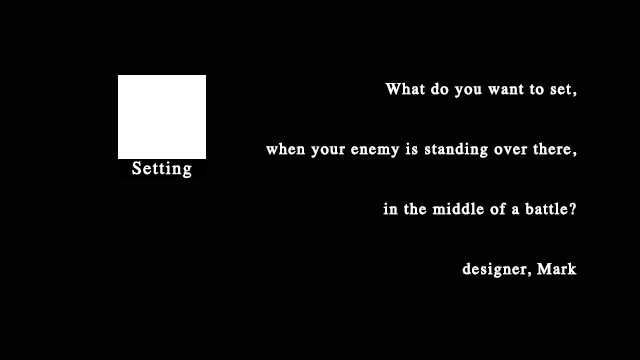 Setting
What do you want to set,
when your enemy is standing over there,
in the middle of a battle?
designer, Mark